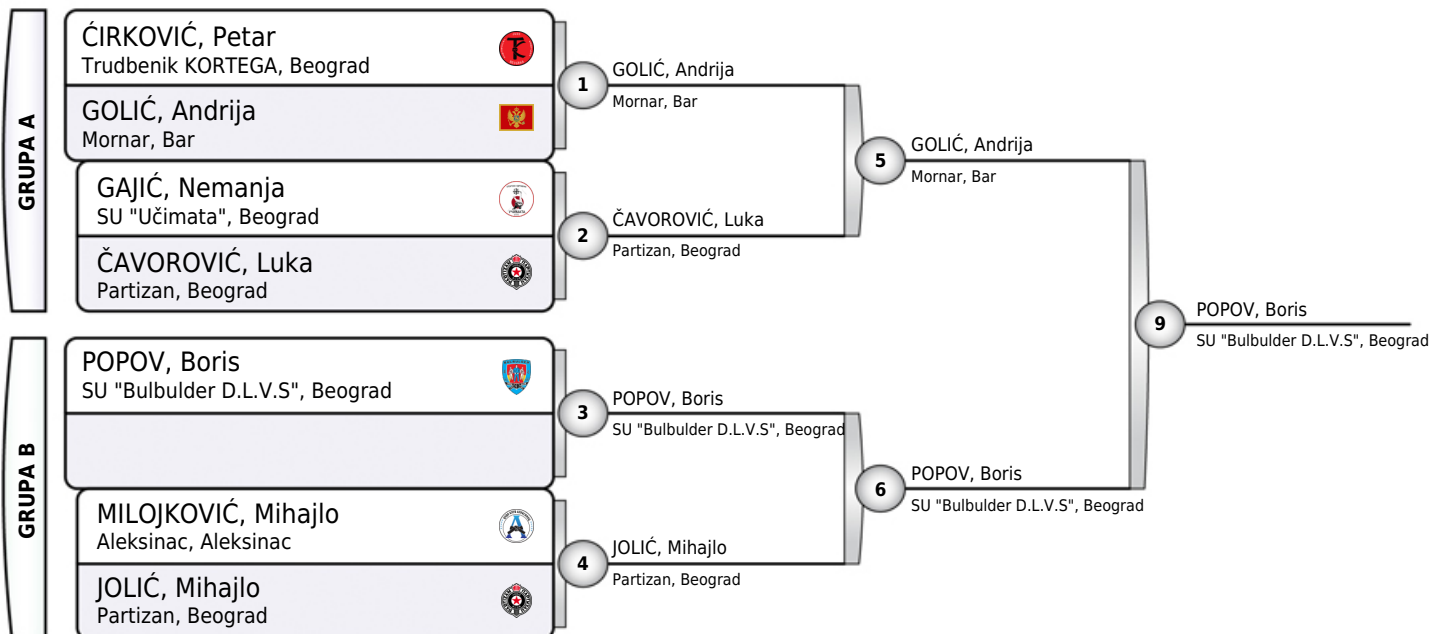 GRUPA A
ĆIRKOVIĆ, Petar
Trudbenik KORTEGA, Beograd
GOLIĆ, Andrija
Mornar, Bar
GAJIĆ, Nemanja
SU "Učimata", Beograd
ČAVOROVIĆ, Luka
Partizan, Beograd
1
GOLIĆ, Andrija
Mornar, Bar
2
ČAVOROVIĆ, Luka
Partizan, Beograd
5
GOLIĆ, Andrija
Mornar, Bar
GRUPA B
POPOV, Boris
SU "Bulbulder D.L.V.S", Beograd
MILOJKOVIĆ, Mihajlo
Aleksinac, Aleksinac
JOLIĆ, Mihajlo
Partizan, Beograd
3
POPOV, Boris
SU "Bulbulder D.L.V.S", Beograd
4
JOLIĆ, Mihajlo
Partizan, Beograd
6
POPOV, Boris
SU "Bulbulder D.L.V.S", Beograd
9
POPOV, Boris
SU "Bulbulder D.L.V.S", Beograd